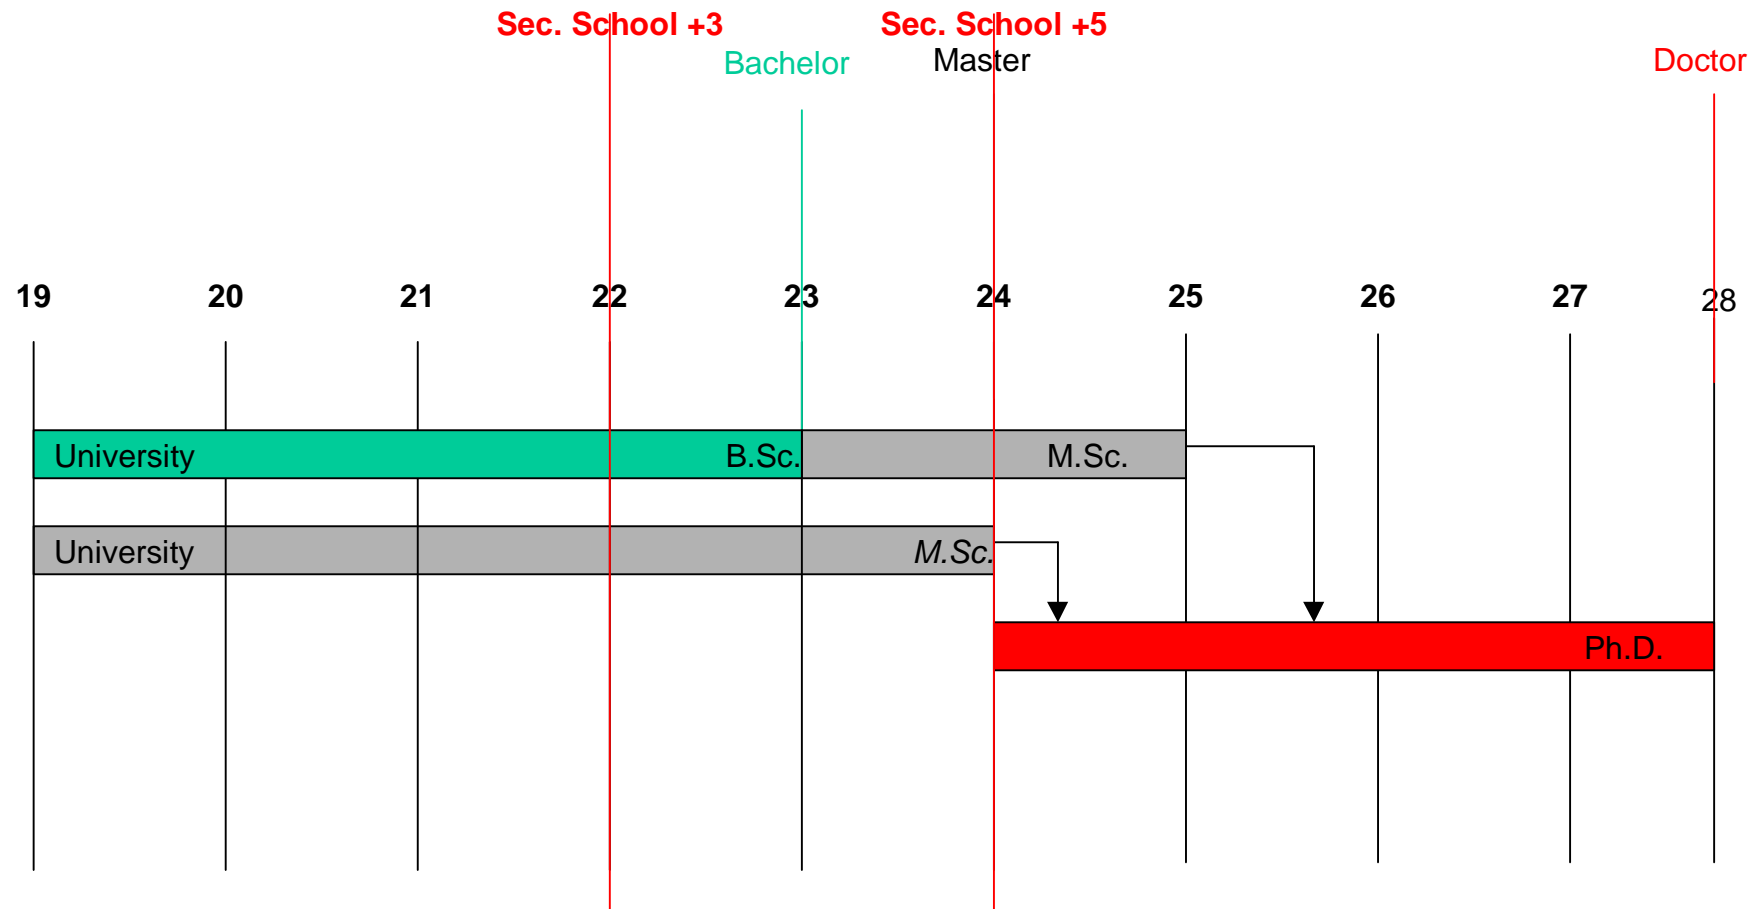 Sec. School +3 Sec. School +5
Bachelor Master Doctor
19 20 21 22 23 24 25 26 27 28
University B.Sc. M.Sc.
University M.Sc.
Ph.D.